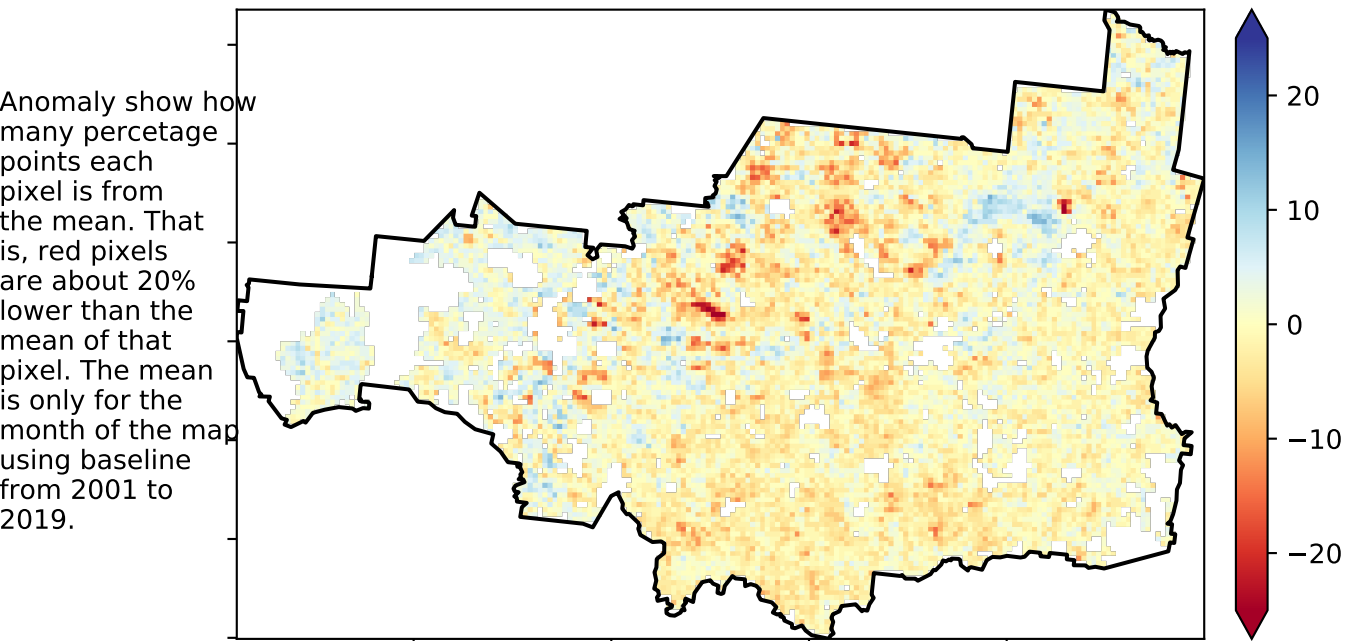 Anomaly show how
many percetage
points each
pixel is from
the mean. That
is, red pixels
are about 20%
lower than the
mean of that
pixel. The mean
is only for the
month of the map
using baseline
from 2001 to
2019.
20
10
0
−10
−20